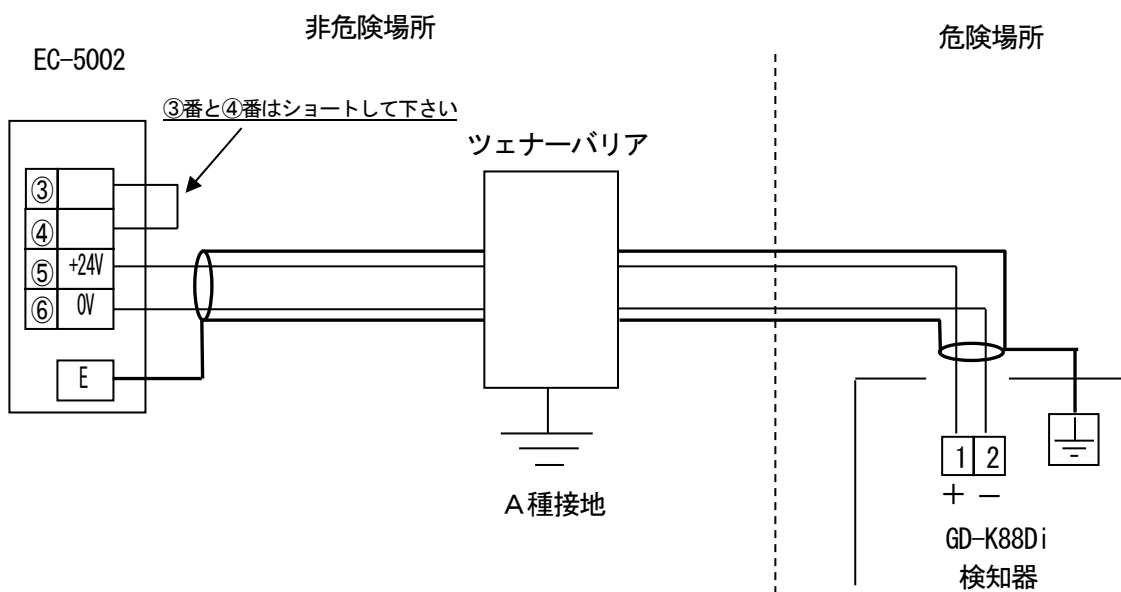 非危険場所
危険場所
EC-5002
③番と④番はショートして下さい
ツェナーバリア
③
④
⑤ +24V
⑥ 0V
E
A種接地
1 2
+ −
GD-K88Di
検知器